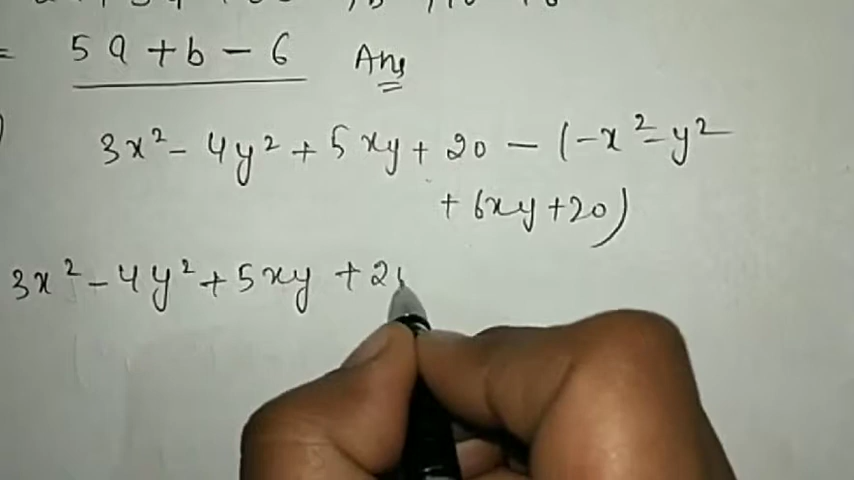 = 5a + b - 6 Ans
) 3x² - 4y² + 5xy + 20 - (-x² - y²
+ 6xy + 20)
3x² - 4y² + 5xy + 2